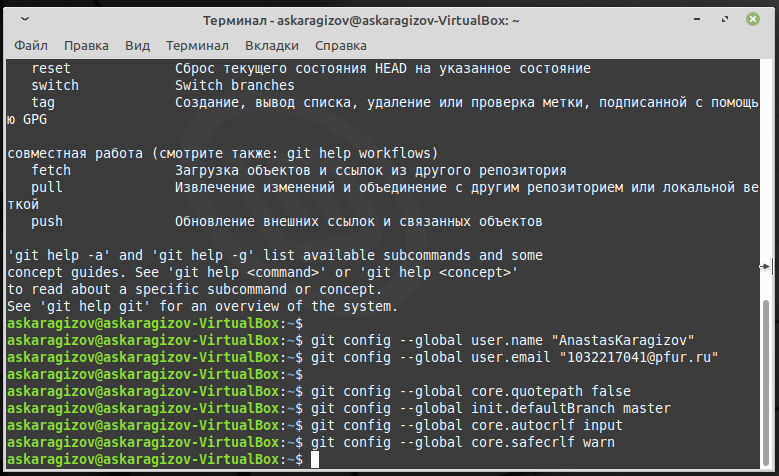 Терминал - askaragizov@askaragizov-VirtualBox: ~
Файл Правка Вид Терминал Вкладки Справка
reset Сброс текущего состояния HEAD на указанное состояние
switch Switch branches
tag Создание, вывод списка, удаление или проверка метки, подписанной с помощь
ю GPG
совместная работа (смотрите также: git help workflows)
fetch Загрузка объектов и ссылок из другого репозитория
pull Извлечение изменений и объединение с другим репозиторием или локальной ве
ткой
push Обновление внешних ссылок и связанных объектов
'git help -a' and 'git help -g' list available subcommands and some
concept guides. See 'git help <command>' or 'git help <concept>'
to read about a specific subcommand or concept.
See 'git help git' for an overview of the system.
askaragizov@askaragizov-VirtualBox:~$
askaragizov@askaragizov-VirtualBox:~$ git config --global user.name "AnastasKaragizov"
askaragizov@askaragizov-VirtualBox:~$ git config --global user.email "1032217041@pfur.ru"
askaragizov@askaragizov-VirtualBox:~$
askaragizov@askaragizov-VirtualBox:~$ git config --global core.quotepath false
askaragizov@askaragizov-VirtualBox:~$ git config --global init.defaultBranch master
askaragizov@askaragizov-VirtualBox:~$ git config --global core.autocrlf input
askaragizov@askaragizov-VirtualBox:~$ git config --global core.safecrlf warn
askaragizov@askaragizov-VirtualBox:~$